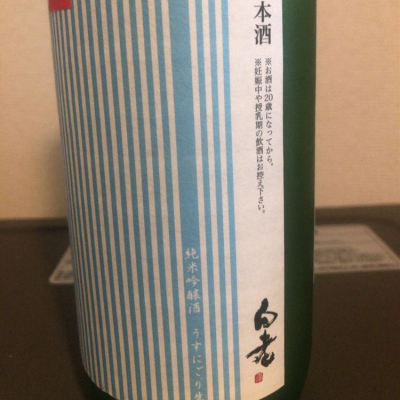 本酒
※お酒は20歳になってから。
※妊娠中や授乳期の飲酒はお控え下さい。
純米吟醸酒 うすにごり生
白老